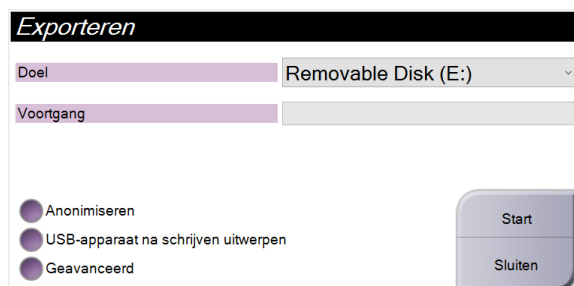 Exporteren
Doel
Removable Disk (E:)
Voortgang
Anonimiseren
USB-apparaat na schrijven uitwerpen
Geavanceerd
Start
Sluiten